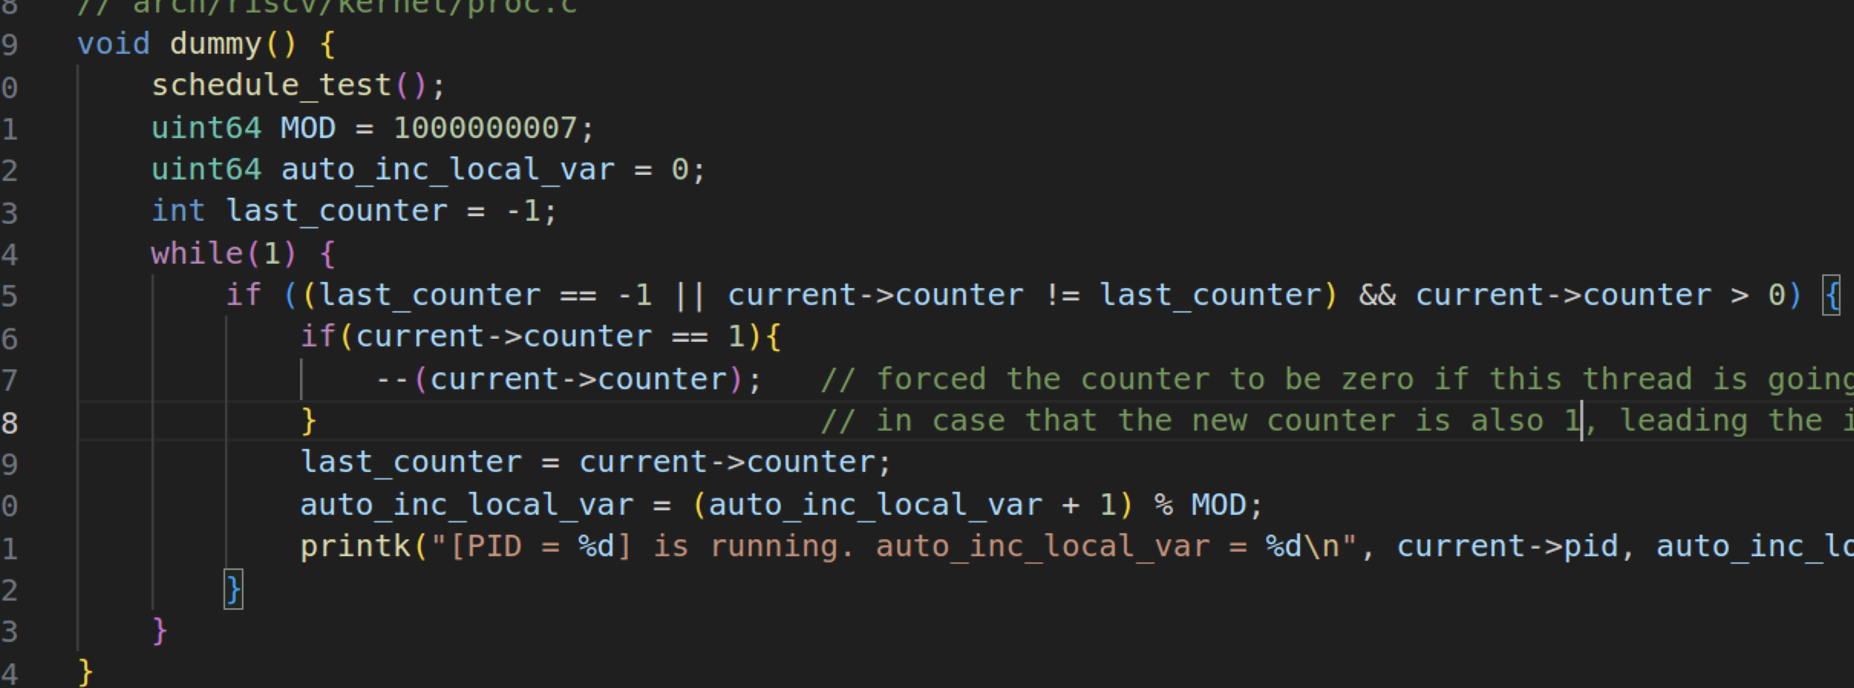 8 // arch/riscv/kernel/proc.c
9 void dummy() {
0 schedule_test();
1 uint64 MOD = 1000000007;
2 uint64 auto_inc_local_var = 0;
3 int last_counter = -1;
4 while(1) {
5 if ((last_counter == -1 || current->counter != last_counter) && current->counter > 0) {
6 if(current->counter == 1){
7 --(current->counter); // forced the counter to be zero if this thread is going
8 } // in case that the new counter is also 1, leading the i
9 last_counter = current->counter;
0 auto_inc_local_var = (auto_inc_local_var + 1) % MOD;
1 printk("[PID = %d] is running. auto_inc_local_var = %d\n", current->pid, auto_inc_lo
2 }
3 }
4 }